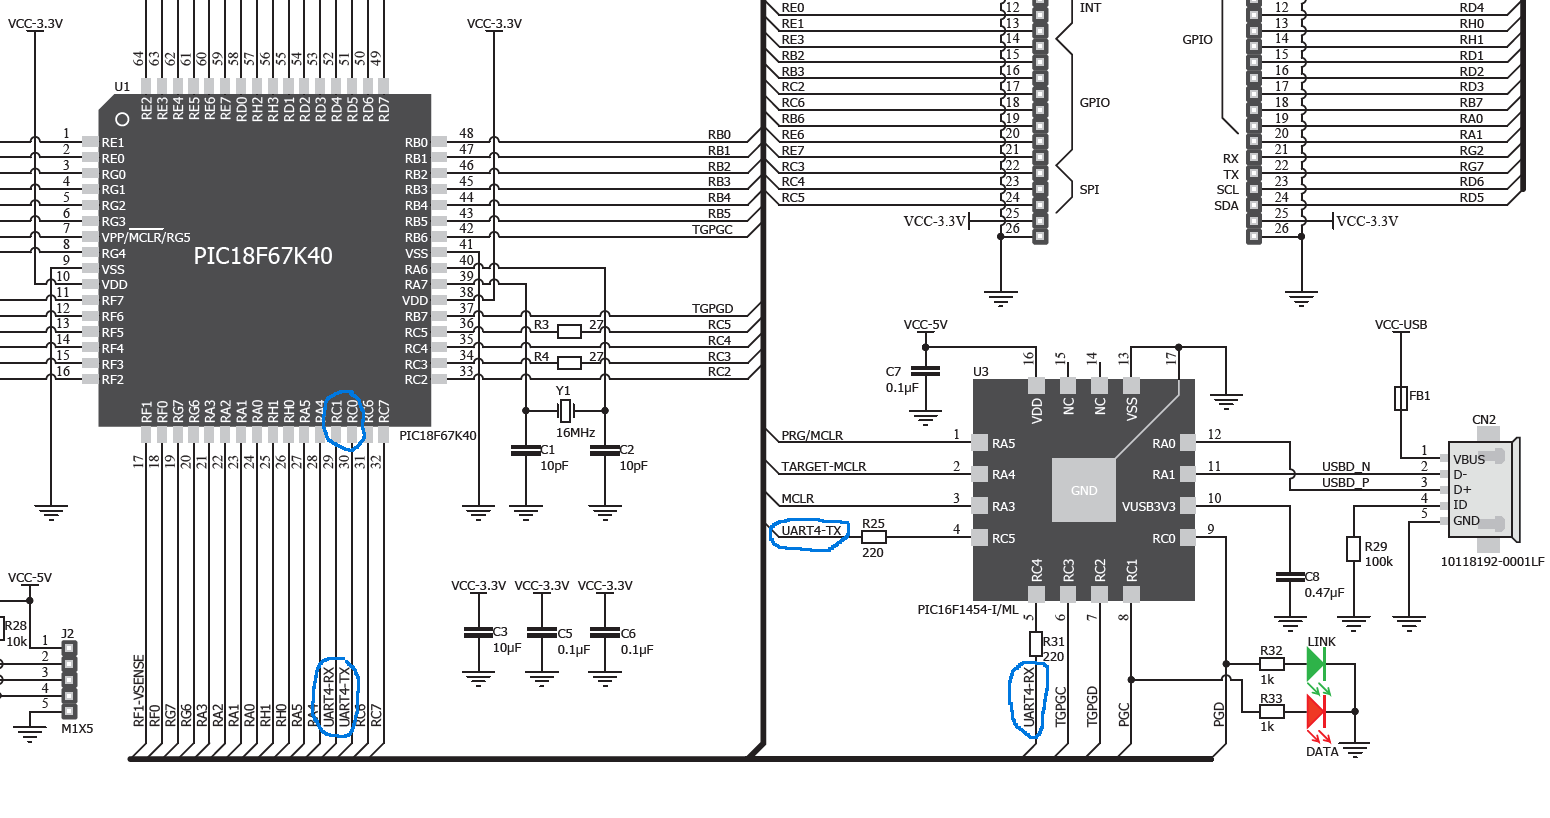 VCC-3.3V
64 63 62 61 60 59 58 57 56 55 54 53 52 51 50 49
U1
RE2 RE3 RE4 RE5 RE6 RE7 RD0 RH2 RH3 RD1 RD2 RD3 RD4 RD5 RD6 RD7
1 RE1
2 RE0
3 RG0
4 RG1
5 RG2
6 RG3
7 VPP/MCLR/RG5
8 RG4
9 VSS
10 VDD
11 RF7
12 RF6
13 RF5
14 RF4
15 RF3
16 RF2
PIC18F67K40
VCC-3.3V
RB0 48 RB0
RB1 47 RB1
RB2 46 RB2
RB3 45 RB3
RB4 44 RB4
RB5 43 RB5
RB6 42 TGPGC
VSS 41
RA6 40
RA7 39
VDD 38
RB7 37 TGPGD
RC5 36 R3 27 RC5
RC4 35 RC4
RC3 34 R4 27 RC3
RC2 33 RC2
RF1 RF0 RG7 RG6 RA3 RA2 RA1 RA0 RH1 RH0 RA5 RA4 RC1 RC0 RC6 RC7
PIC18F67K40
17 18 19 20 21 22 23 24 25 26 27 28 29 30 31 32
Y1
16MHz
C1
10pF
C2
10pF
VCC-5V
R28
10k
J2
1
2
3
4
5
M1X5
RF1-VSENSE RF0 RG7 RG6 RA3 RA2 RA1 RA0 RH1 RH0 RA5 RA4 UART4-RX UART4-TX RC6 RC7
VCC-3.3V VCC-3.3V VCC-3.3V
C3
10µF
C5
0.1µF
C6
0.1µF
RE0 12
RE1 13
RE3 14
RB2 15
RB3 16
RC2 17
RC6 18
RB6 19
RE6 20
RE7 21
RC3 22
RC4 23
RC5 24
VCC-3.3V 25
26
INT
GPIO
SPI
GPIO
12 RD4
13 RH0
14 RH1
15 RD1
16 RD2
17 RD3
18 RB7
19 RA0
20 RA1
RX 21 RG2
TX 22 RG7
SCL 23 RD6
SDA 24 RD5
25 VCC-3.3V
26
VCC-5V
C7
0.1µF
U3
16 15 14 13 17
VDD NC NC VSS
PRG/MCLR 1 RA5
TARGET-MCLR 2 RA4
MCLR 3 RA3
UART4-TX R25 4 RC5
220
GND
RA0 12
RA1 11 USBD_N
USBD_P
VUSB3V3 10
RC0 9
RC4 RC3 RC2 RC1
PIC16F1454-I/ML
5 6 7 8
R31
220
UART4-RX TGPGC TGPGD PGC PGD
C8
0.47µF
VCC-USB
FB1
CN2
1 VBUS
2 D-
3 D+
4 ID
5 GND
10118192-0001LF
R29
100k
R32
1k
LINK
R33
1k
DATA